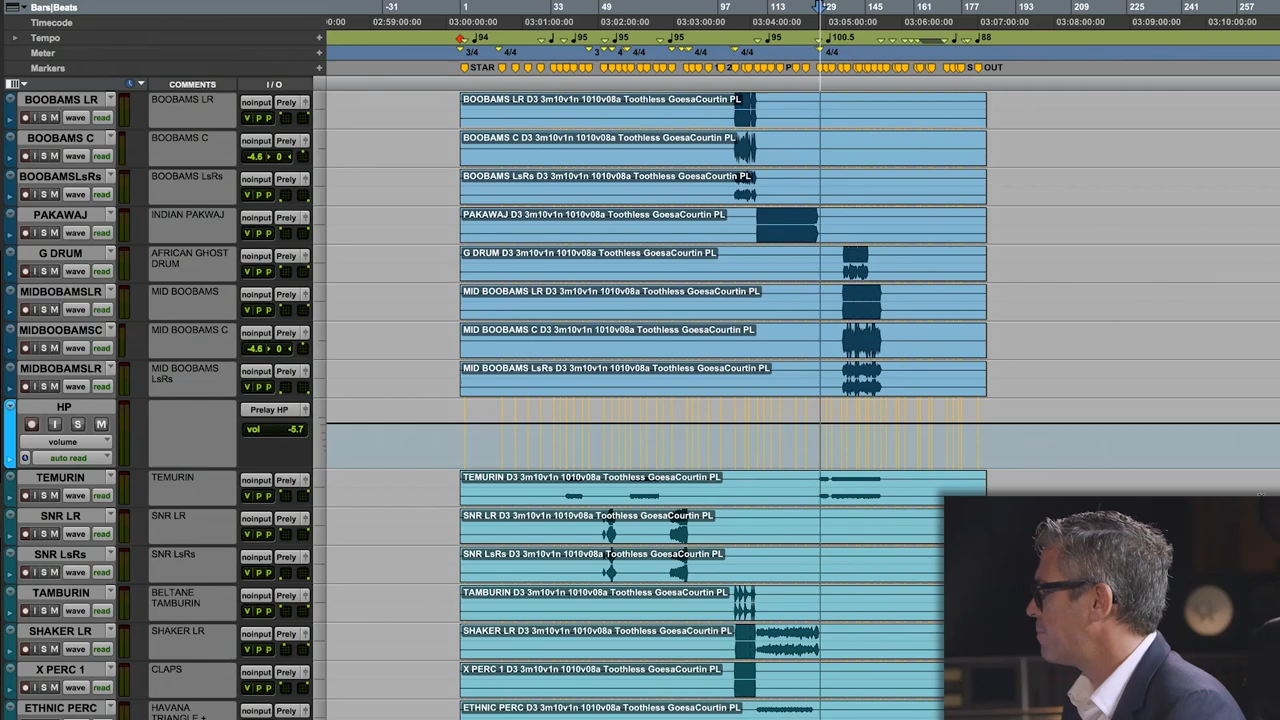 Bars|Beats -31 1 33 49 97 113 129 145 177 209 225 241 257
Timecode 02:59:00:00 03:00:00:00 03:01:00:00 03:02:00:00 03:03:00:00 03:04:00:00 03:05:00:00 03:06:00:00 03:07:00:00 03:08:00:00 03:09:00:00 03:10:00:00
Tempo + 94 95 95 95 95 100.5 88
Meter + 3/4 4/4 3 4 4/4 4/4 4/4 4/4
Markers + STAR 1 2 P S OUT
COMMENTS I / O
BOOBAMS LR BOOBAMS LR noinput Prely BOOBAMS LR D3 3m10v1n 1010v08a Toothless GoesaCourtin PL
I S M wave read V P P
BOOBAMS C BOOBAMS C noinput Prely BOOBAMS C D3 3m10v1n 1010v08a Toothless GoesaCourtin PL
I S M wave read -4.6 0
BOOBAMSLsRs BOOBAMS LsRs noinput Prely BOOBAMS LsRs D3 3m10v1n 1010v08a Toothless GoesaCourtin PL
I S M wave read V P P
PAKAWAJ INDIAN PAKWAJ noinput Prely PAKAWAJ D3 3m10v1n 1010v08a Toothless GoesaCourtin PL
I S M wave read V P P
G DRUM AFRICAN GHOST DRUM noinput Prely G DRUM D3 3m10v1n 1010v08a Toothless GoesaCourtin PL
I S M wave read V P P
MIDBOOBAMSLR MID BOOBAMS noinput Prely MID BOOBAMS LR D3 3m10v1n 1010v08a Toothless GoesaCourtin PL
I S M wave read V P P
MIDBOOBAMSC MID BOOBAMS C noinput Prely MID BOOBAMS C D3 3m10v1n 1010v08a Toothless GoesaCourtin PL
I S M wave read -4.6 0
MIDBOBAMSLR MID BOOBAMS LsRs noinput Prely MID BOOBAMS LsRs D3 3m10v1n 1010v08a Toothless GoesaCourtin PL
I S M wave read V P P
HP Prelay HP
I S M vol -5.7
volume
auto read
TEMURIN TEMURIN noinput Prely TEMURIN D3 3m10v1n 1010v08a Toothless GoesaCourtin PL
I S M wave read V P P
SNR LR SNR LR noinput Prely SNR LR D3 3m10v1n 1010v08a Toothless GoesaCourtin PL
I S M wave read V P P
SNR LsRs SNR LsRs noinput Prely SNR LsRs D3 3m10v1n 1010v08a Toothless GoesaCourtin PL
I S M wave read V P P
TAMBURIN BELTANE TAMBURIN noinput Prely TAMBURIN D3 3m10v1n 1010v08a Toothless GoesaCourtin PL
I S M wave read V P P
SHAKER LR SHAKER LR noinput Prely SHAKER LR D3 3m10v1n 1010v08a Toothless GoesaCourtin PL
I S M wave read V P P
X PERC 1 CLAPS noinput Prely X PERC 1 D3 3m10v1n 1010v08a Toothless GoesaCourtin PL
I S M wave read V P P
ETHNIC PERC HAVANA TRIANGLE + noinput Prely ETHNIC PERC D3 3m10v1n 1010v08a Toothless GoesaCourtin PL